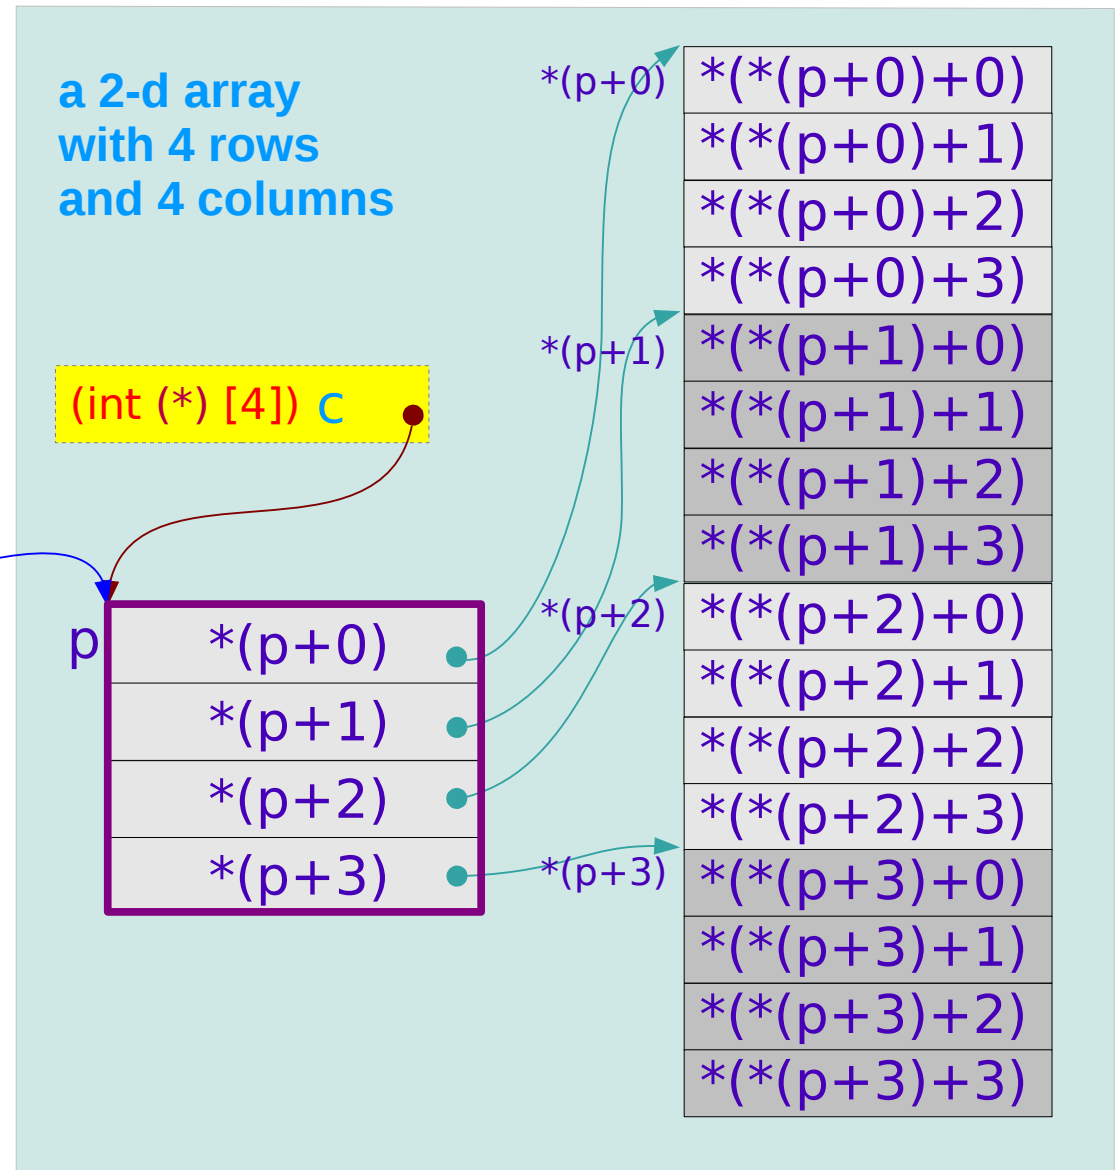 a 2-d array
with 4 rows
and 4 columns
(int (*) [4]) c
p
*(p+0)
*(p+1)
*(p+2)
*(p+3)
*(p+0)
*(p+1)
*(p+2)
*(p+3)
*(*(p+0)+0)
*(*(p+0)+1)
*(*(p+0)+2)
*(*(p+0)+3)
*(*(p+1)+0)
*(*(p+1)+1)
*(*(p+1)+2)
*(*(p+1)+3)
*(*(p+2)+0)
*(*(p+2)+1)
*(*(p+2)+2)
*(*(p+2)+3)
*(*(p+3)+0)
*(*(p+3)+1)
*(*(p+3)+2)
*(*(p+3)+3)